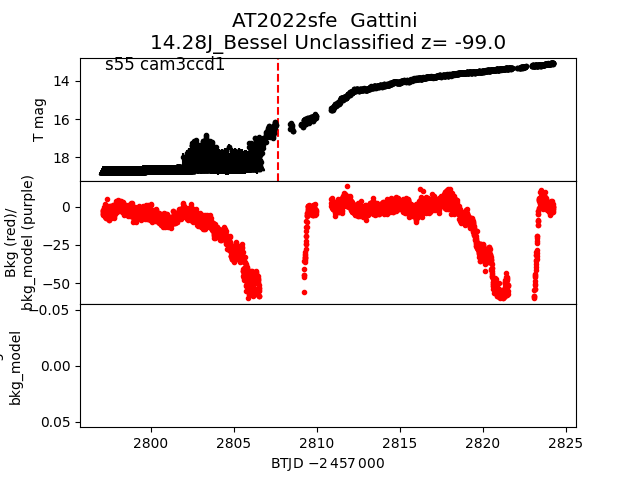 AT2022sfe  Gattini
14.28J_Bessel Unclassified z= -99.0
s55 cam3ccd1
T mag
14
16
18
Bkg (red)/
bkg_model (purple)
0
−25
−50
bkg_model
−0.05
0.00
0.05
2800 2805 2810 2815 2820 2825
BTJD −2 457 000